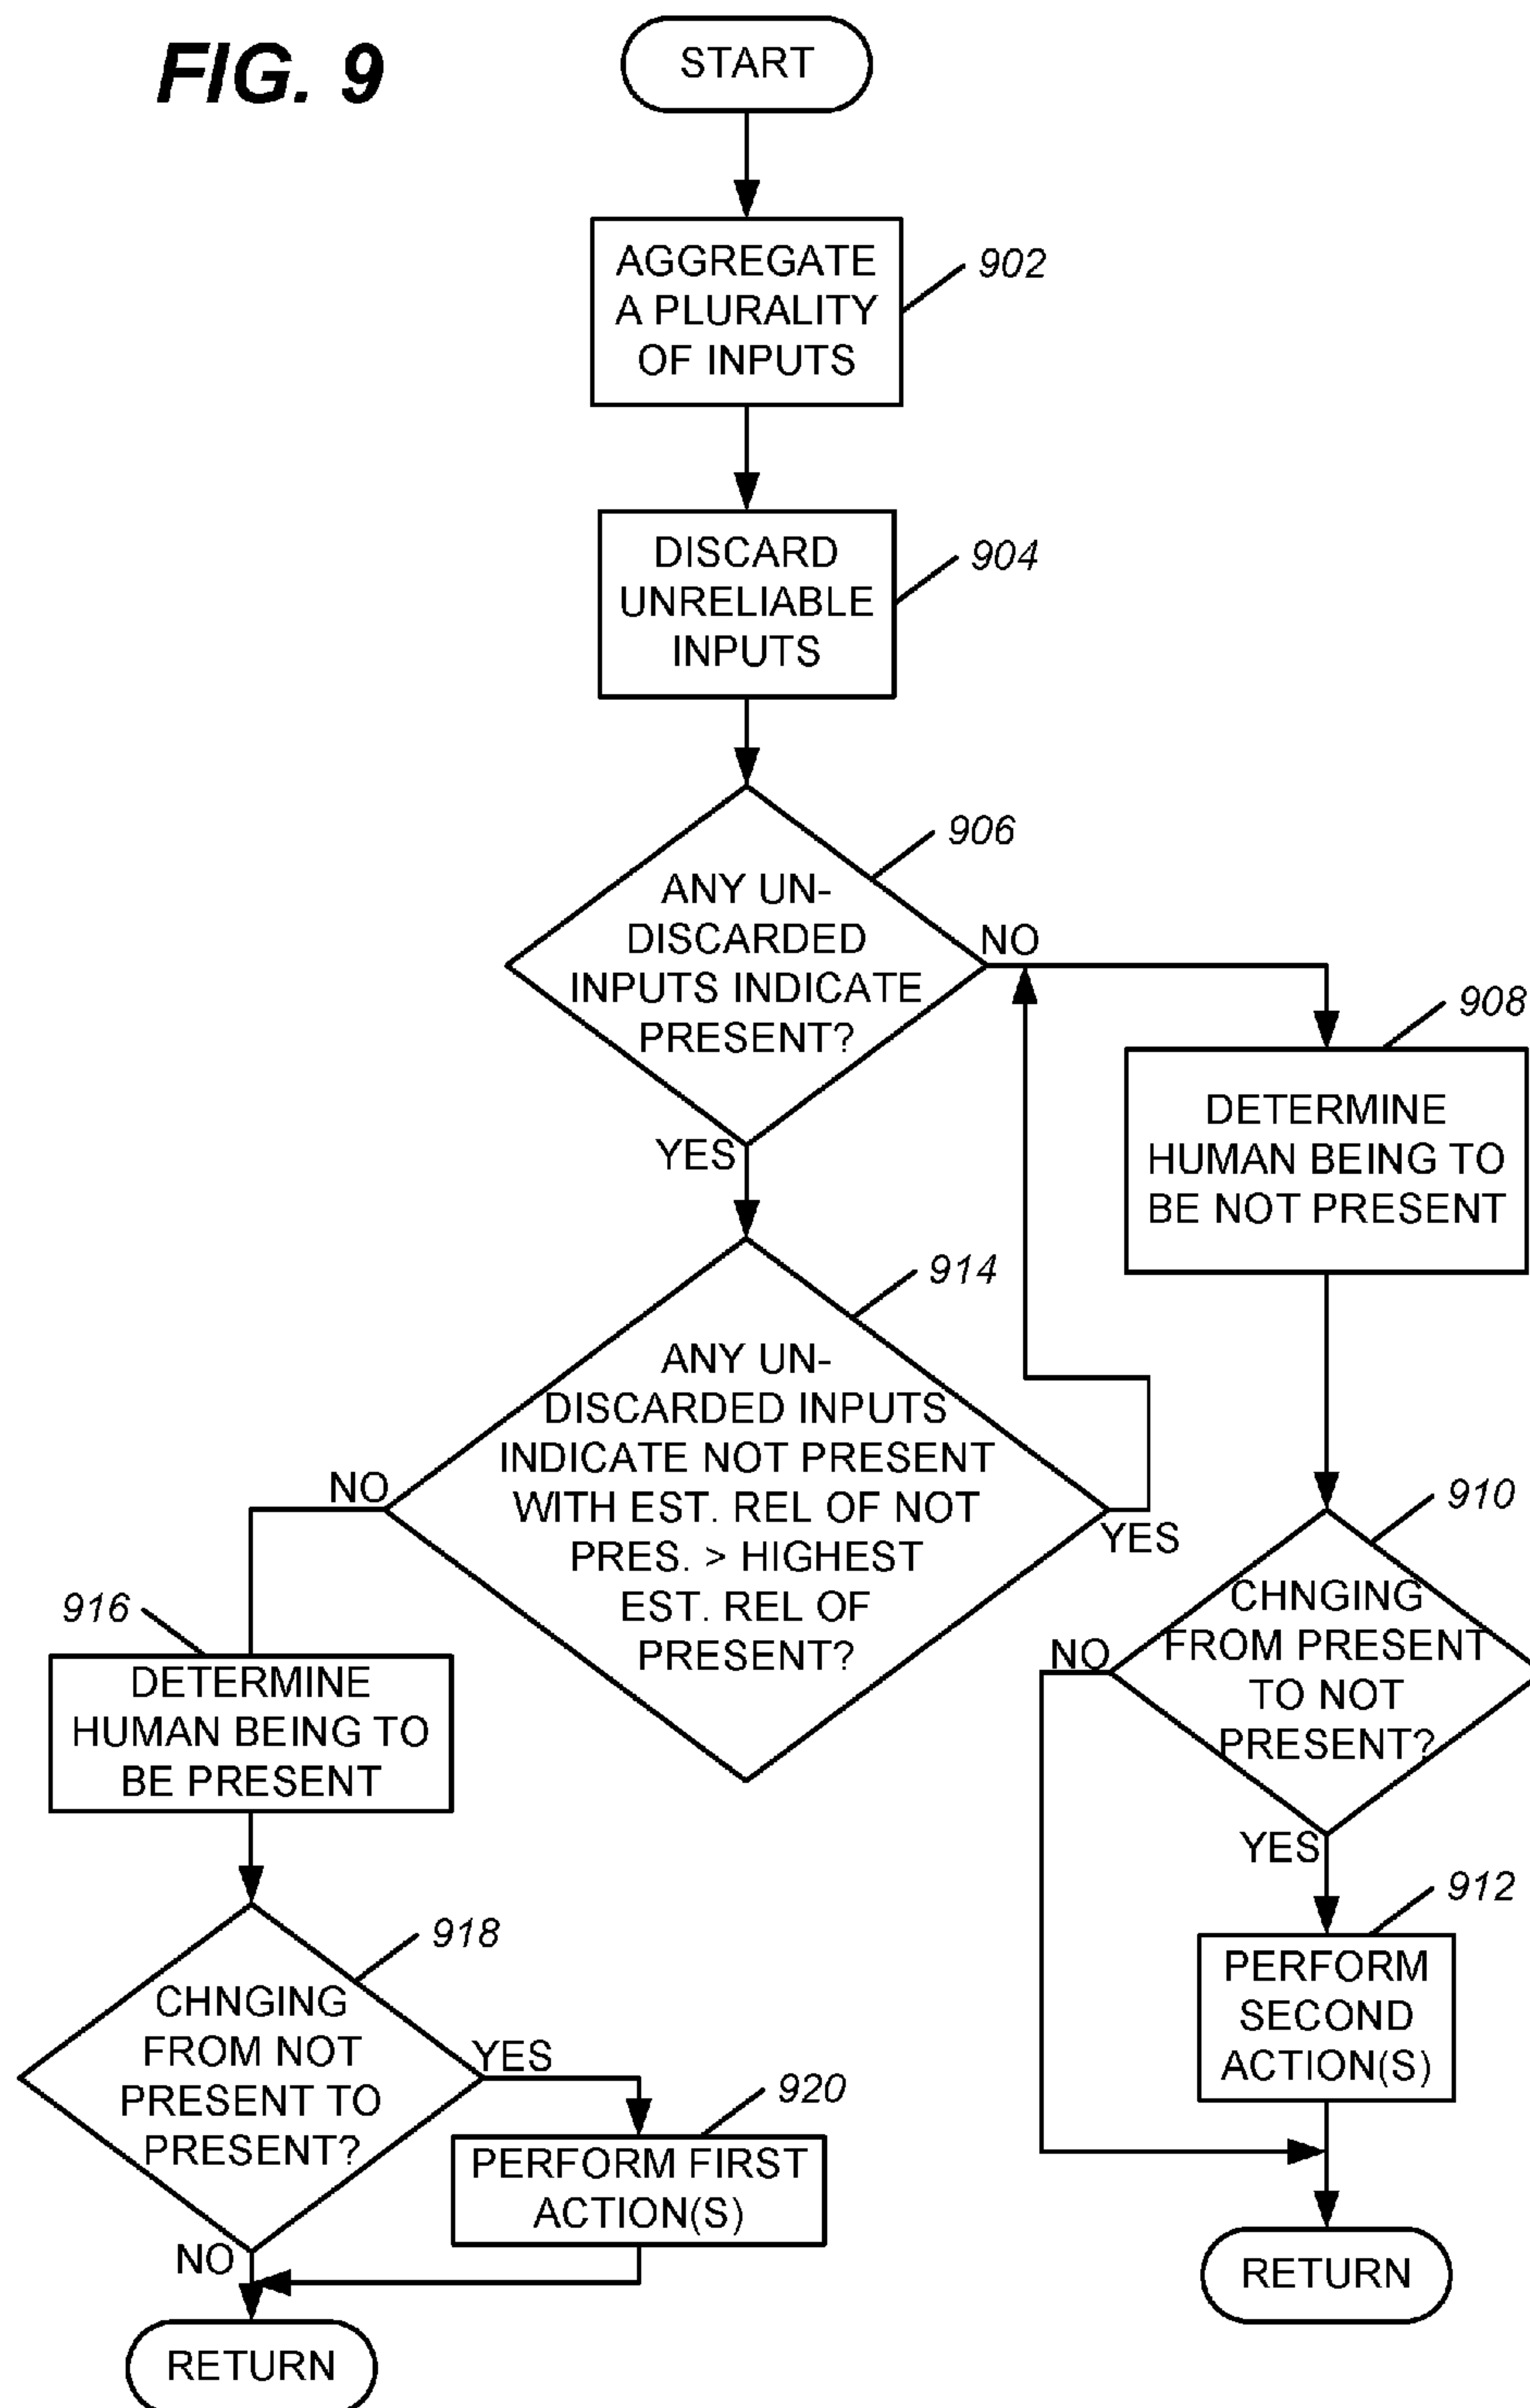 FIG. 9
START
AGGREGATE
A PLURALITY
OF INPUTS
902
DISCARD
UNRELIABLE
INPUTS
904
906
ANY UN-
DISCARDED
INPUTS INDICATE
PRESENT?
NO
YES
908
DETERMINE
HUMAN BEING TO
BE NOT PRESENT
914
ANY UN-
DISCARDED INPUTS
INDICATE NOT PRESENT
WITH EST. REL OF NOT
PRES. > HIGHEST
EST. REL OF
PRESENT?
NO
YES
910
CHNGING
FROM PRESENT
TO NOT
PRESENT?
NO
YES
916
DETERMINE
HUMAN BEING TO
BE PRESENT
912
PERFORM
SECOND
ACTION(S)
918
CHNGING
FROM NOT
PRESENT TO
PRESENT?
YES
NO
920
PERFORM FIRST
ACTION(S)
RETURN
RETURN